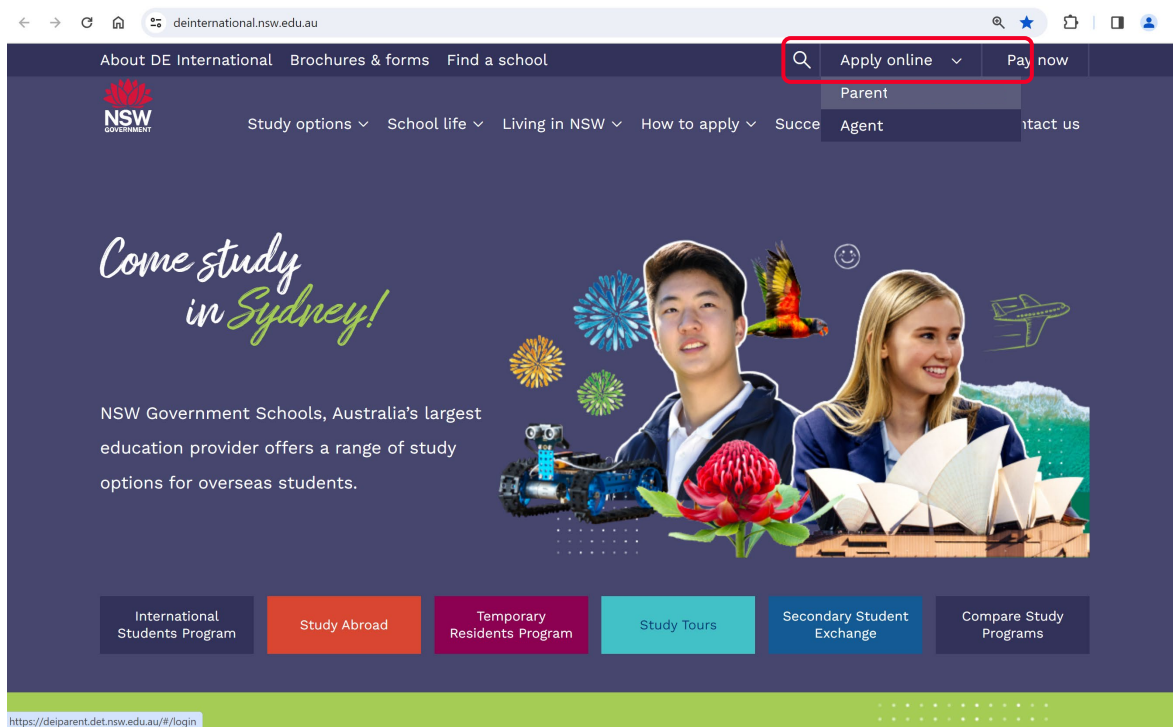 deinternational.nsw.edu.au
About DE International Brochures & forms Find a school Apply online Pay now
Parent
Agent
NSW
GOVERNMENT
Study options School life Living in NSW How to apply Succe ntact us
Come study
in Sydney!
NSW Government Schools, Australia’s largest
education provider offers a range of study
options for overseas students.
International
Students Program
Study Abroad
Temporary
Residents Program
Study Tours
Secondary Student
Exchange
Compare Study
Programs
https://deiparent.det.nsw.edu.au/#/login